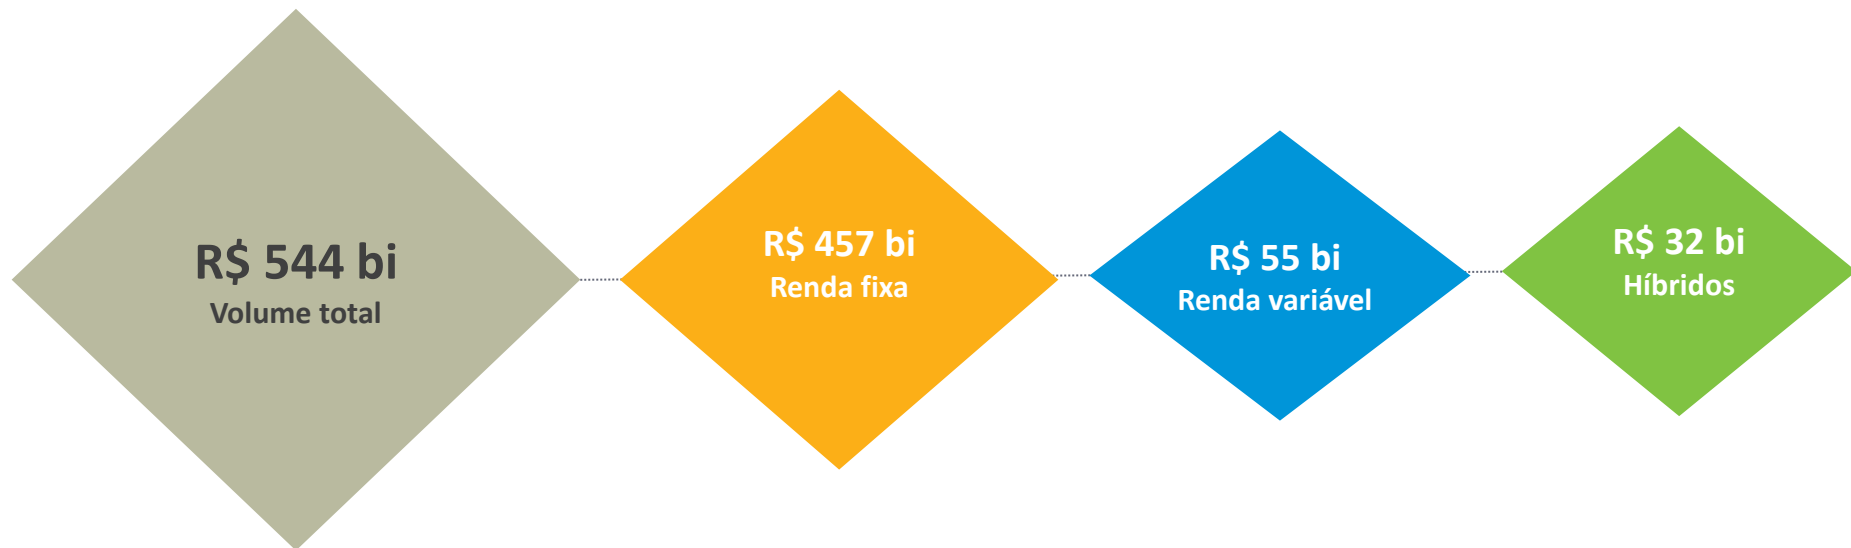 R$ 544 bi
Volume total
R$ 457 bi
Renda fixa
R$ 55 bi
Renda variável
R$ 32 bi
Híbridos